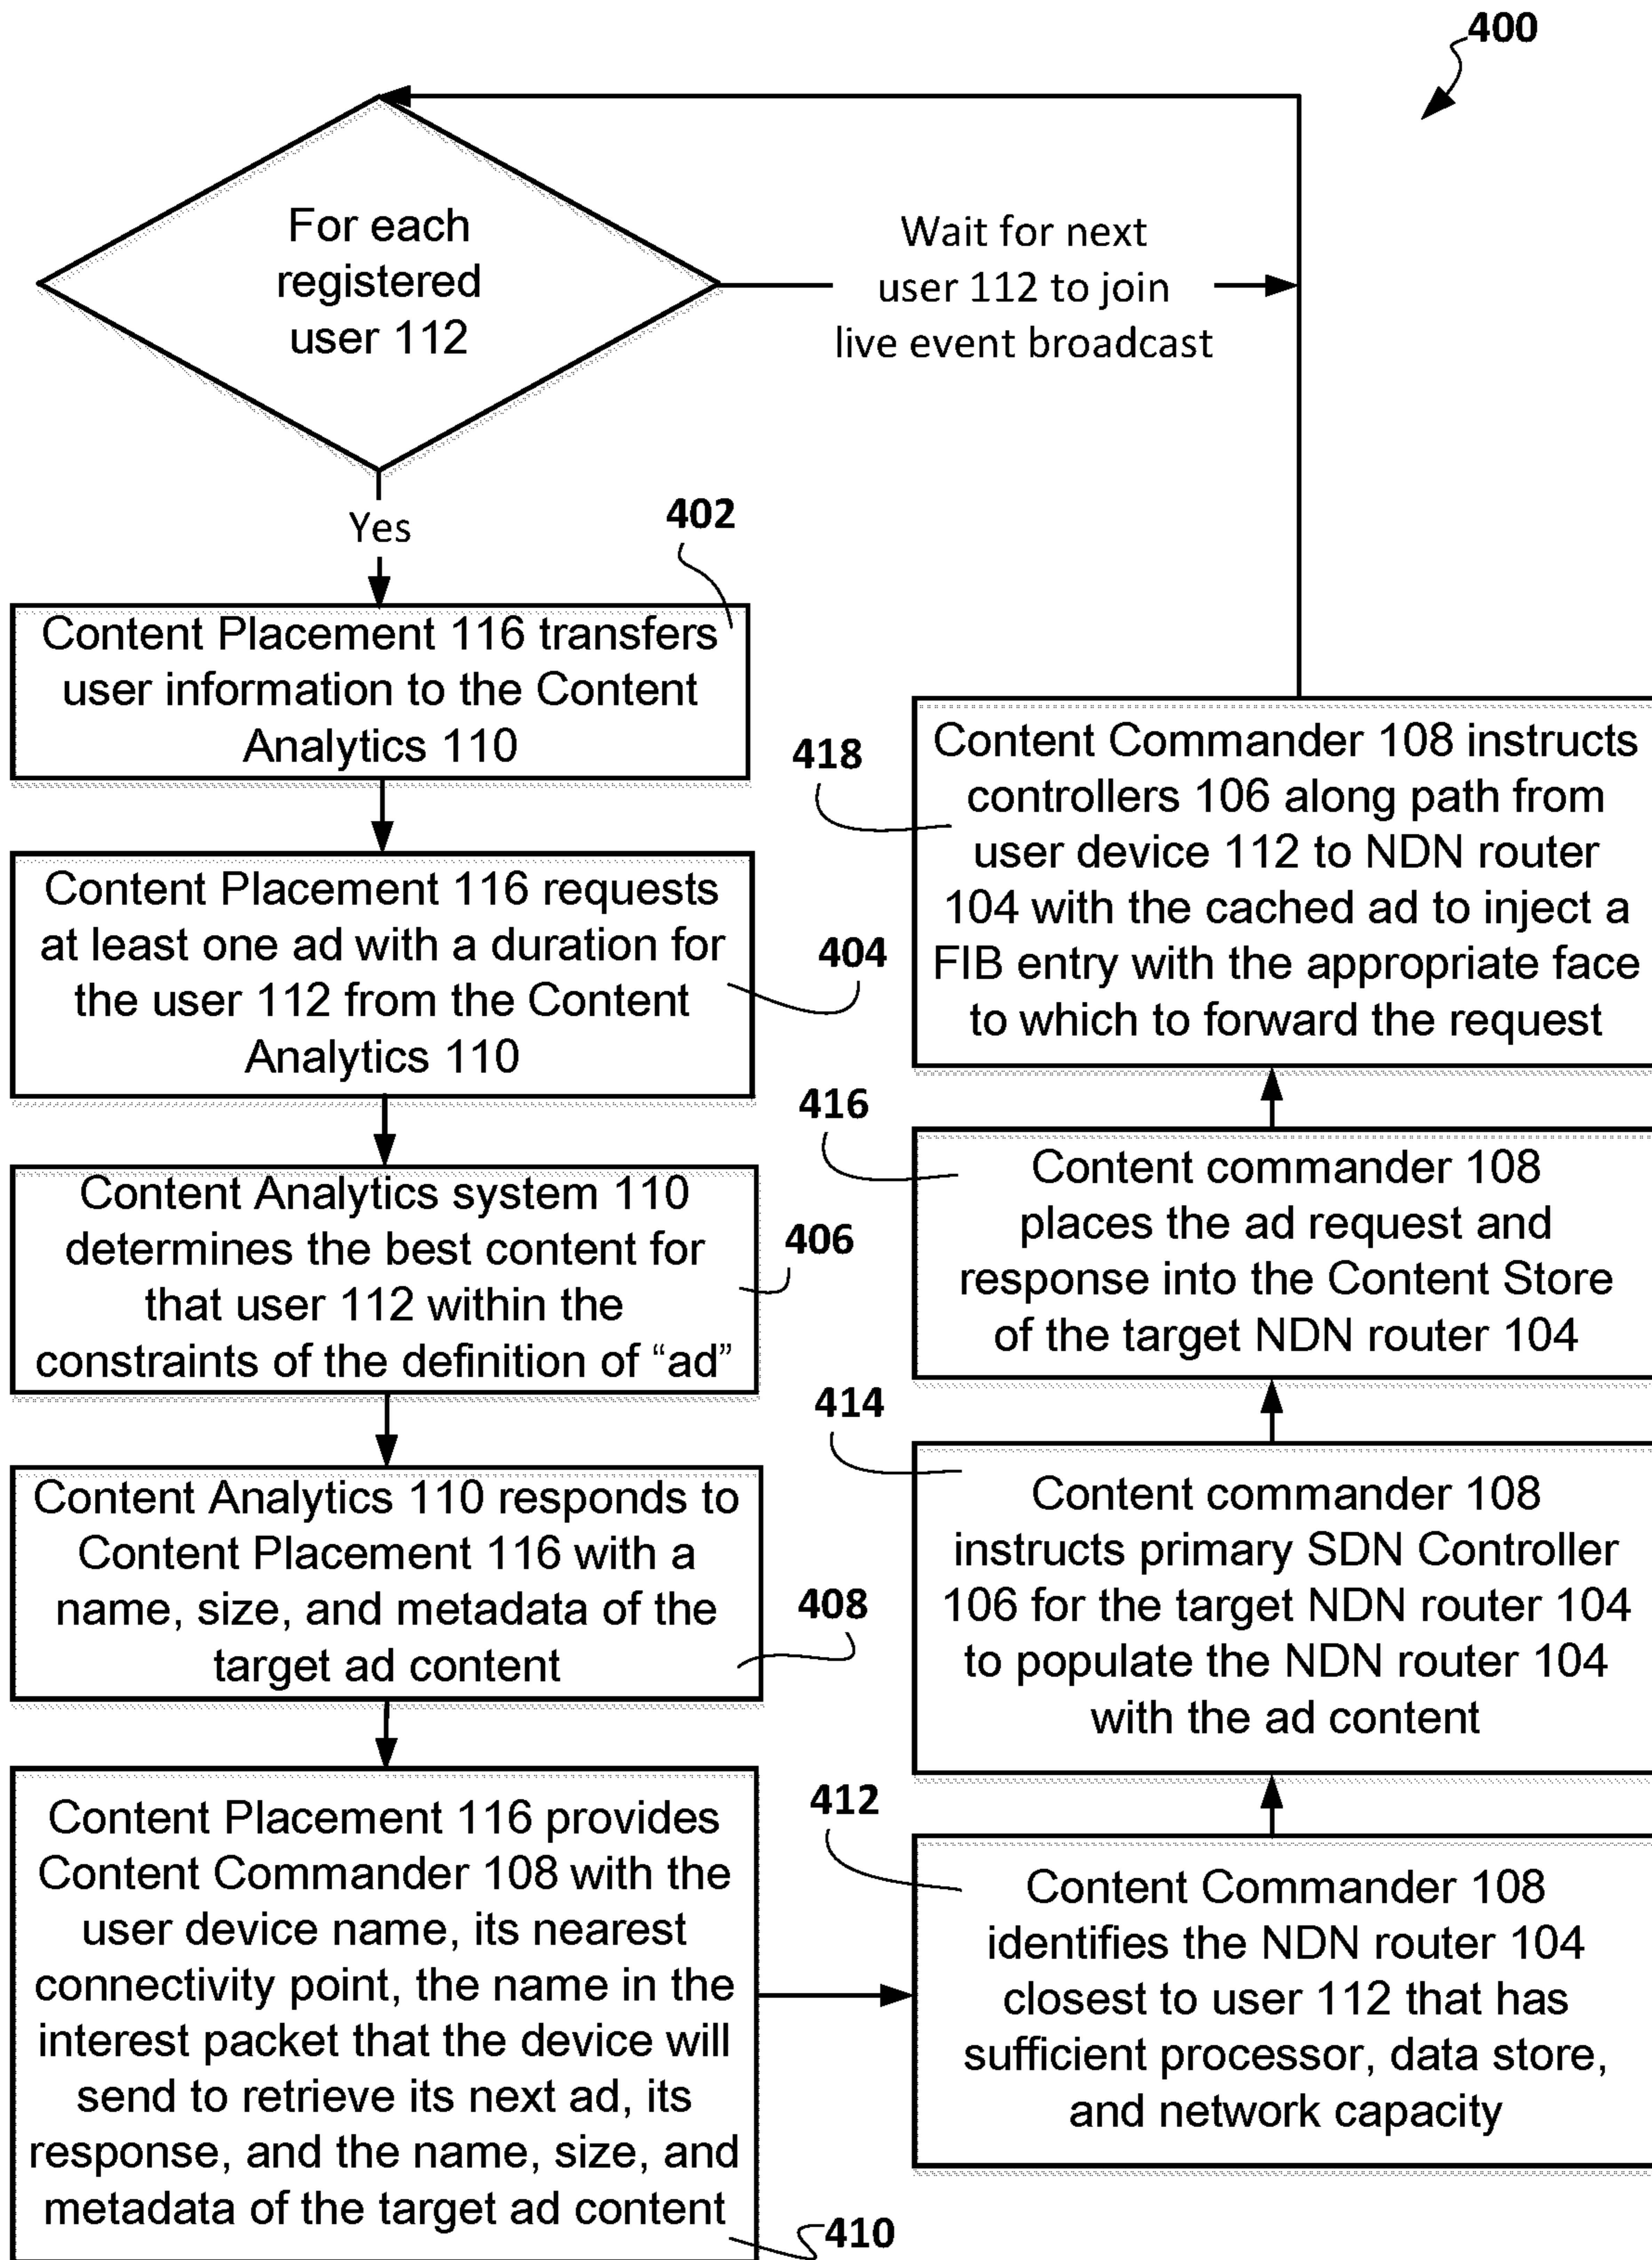 400
For each
registered
user 112
Wait for next
user 112 to join
live event broadcast
Yes
402
Content Placement 116 transfers
user information to the Content
Analytics 110
404
Content Placement 116 requests
at least one ad with a duration for
the user 112 from the Content
Analytics 110
406
Content Analytics system 110
determines the best content for
that user 112 within the
constraints of the definition of “ad”
408
Content Analytics 110 responds to
Content Placement 116 with a
name, size, and metadata of the
target ad content
410
Content Placement 116 provides
Content Commander 108 with the
user device name, its nearest
connectivity point, the name in the
interest packet that the device will
send to retrieve its next ad, its
response, and the name, size, and
metadata of the target ad content
412
Content Commander 108
identifies the NDN router 104
closest to user 112 that has
sufficient processor, data store,
and network capacity
414
Content commander 108
instructs primary SDN Controller
106 for the target NDN router 104
to populate the NDN router 104
with the ad content
416
Content commander 108
places the ad request and
response into the Content Store
of the target NDN router 104
418
Content Commander 108 instructs
controllers 106 along path from
user device 112 to NDN router
104 with the cached ad to inject a
FIB entry with the appropriate face
to which to forward the request